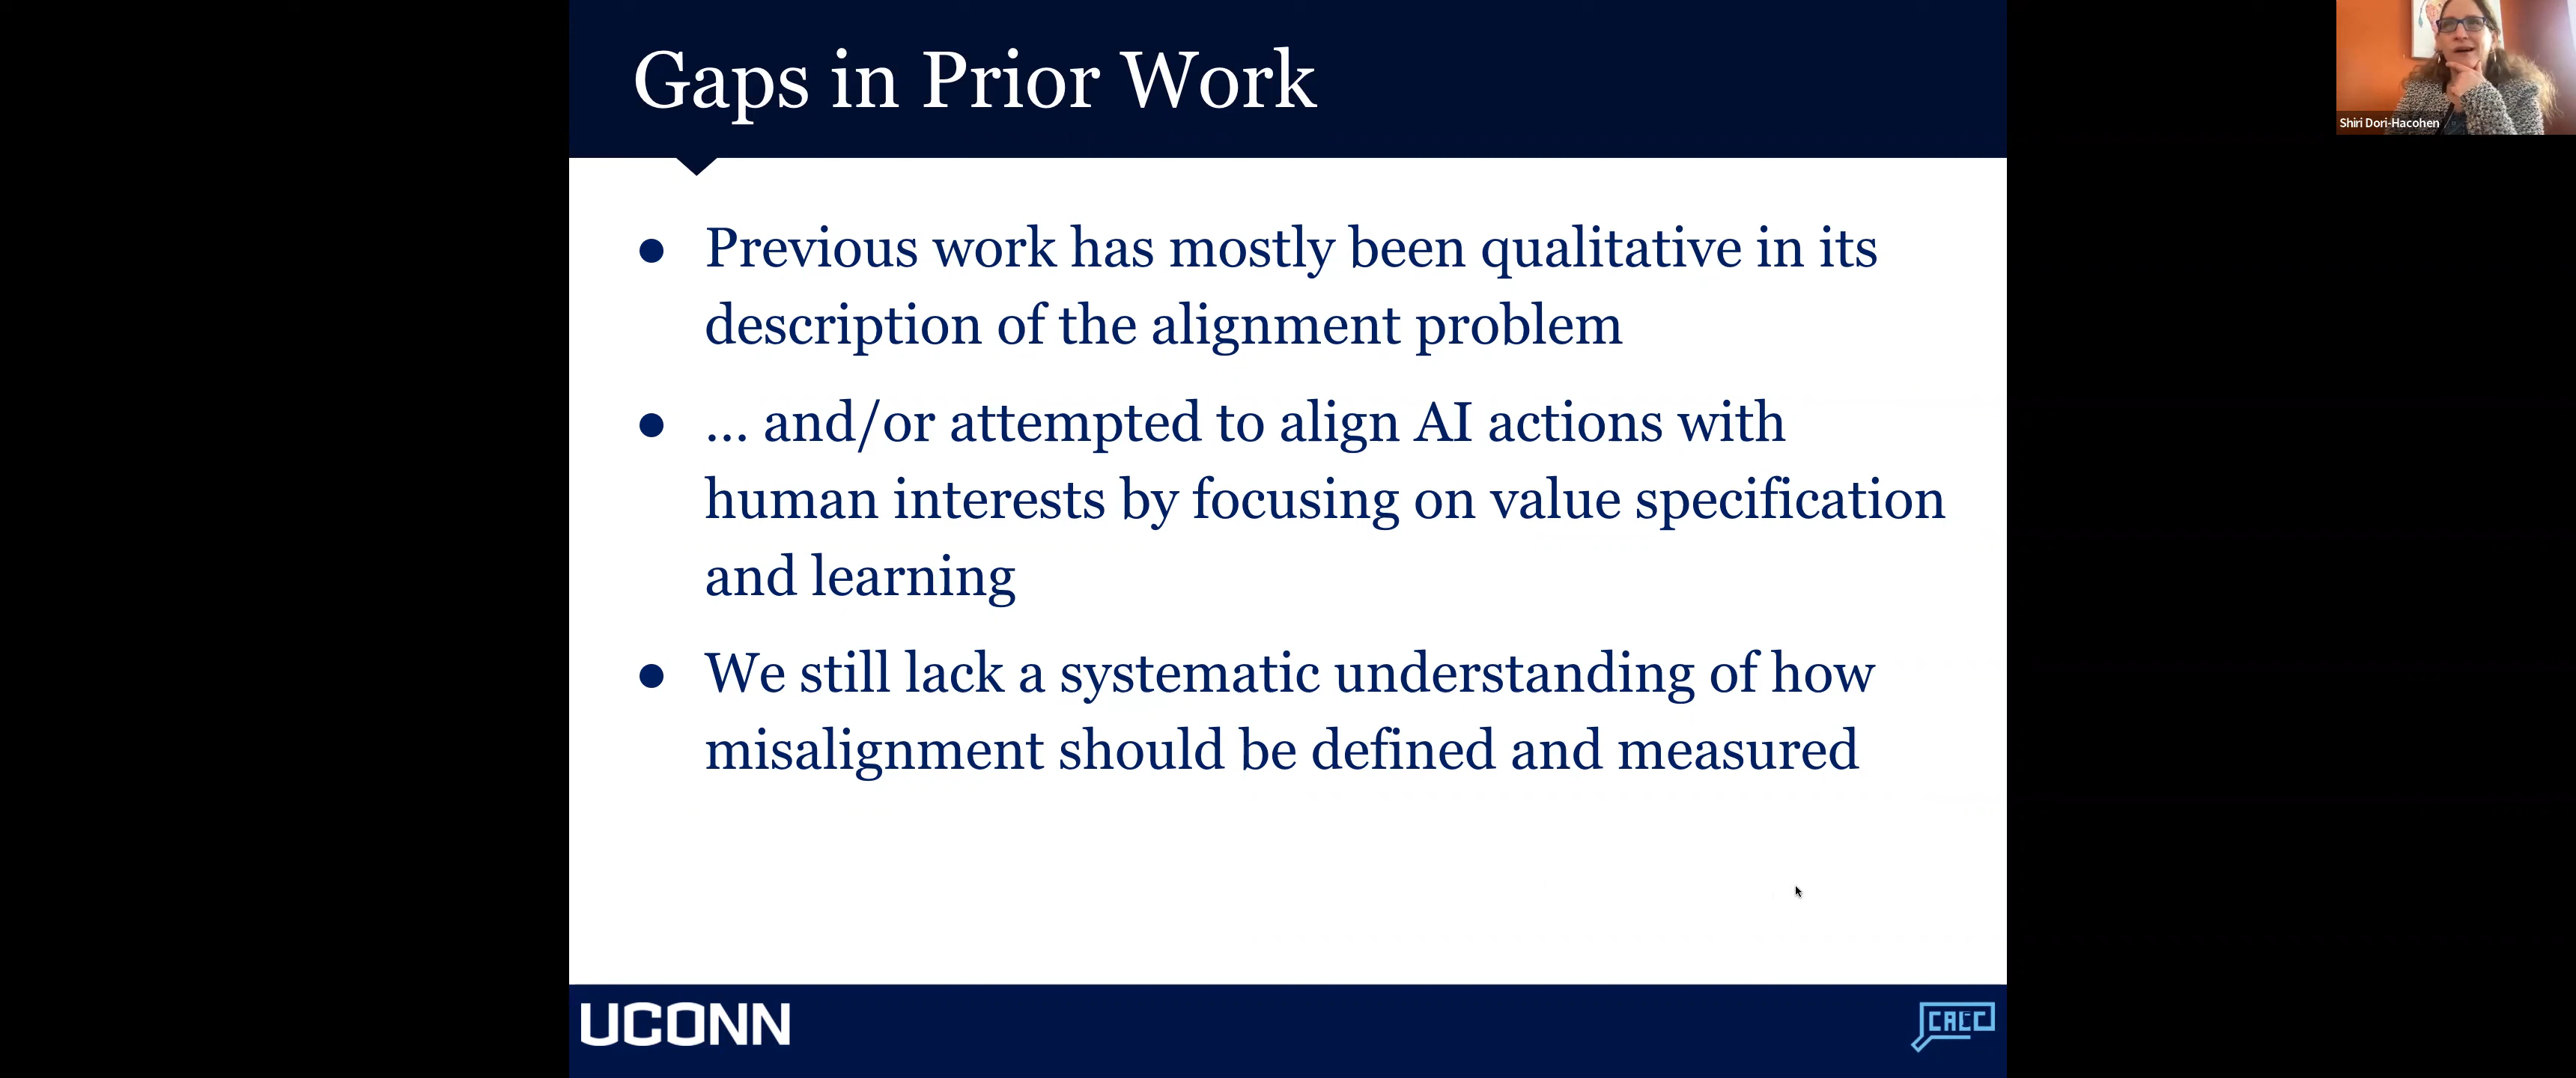 Gaps in Prior Work
Shiri Dori-Hacohen
● Previous work has mostly been qualitative in its
description of the alignment problem
● ... and/or attempted to align AI actions with
human interests by focusing on value specification
and learning
● We still lack a systematic understanding of how
misalignment should be defined and measured
UCONN